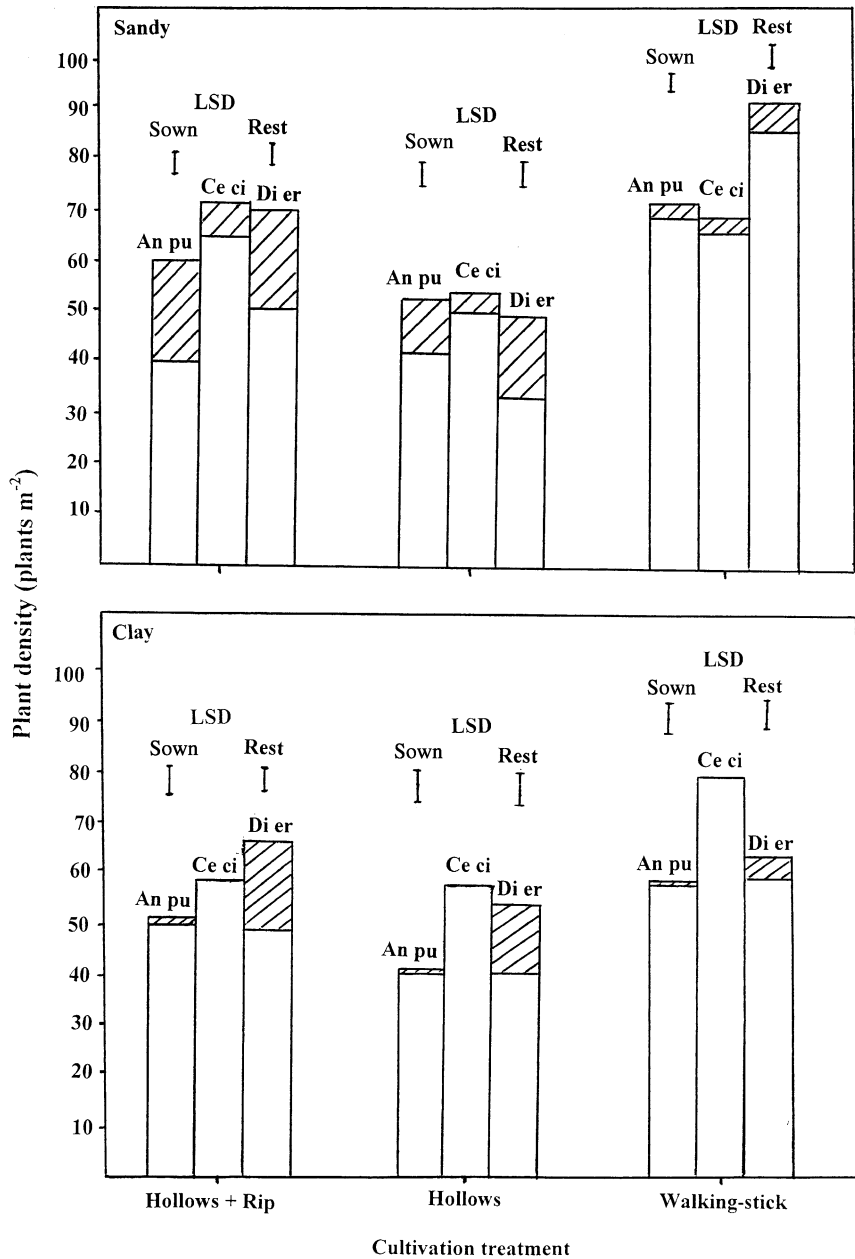 Sandy
LSD Rest
Sown
Di er
100
90
80
70
60
50
40
30
20
10
LSD
Sown Rest
Ce ci Di er
An pu
LSD
Sown Rest
An pu Ce ci Di er
An pu Ce ci
Plant density (plants m-2)
Clay
100
90
80
70
60
50
40
30
20
10
LSD
Sown Rest
Di er
Ce ci
An pu
LSD
Sown Rest
Ce ci
Di er
An pu
LSD
Sown Rest
Ce ci
An pu Di er
Hollows + Rip Hollows Walking-stick
Cultivation treatment